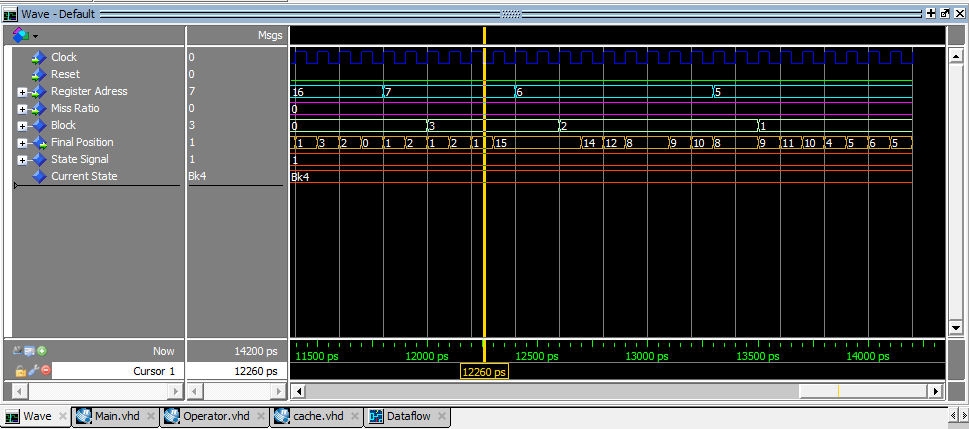 Wave - Default
Msgs
Clock 0
Reset 0
Register Adress 7 16 7 6 5
Miss Ratio 0 0
Block 3 0 3 2 1
Final Position 1 1 3 2 0 1 2 1 2 1 15 14 12 8 9 10 8 9 11 10 4 5 6 5
State Signal 1 1
Current State Bk4 Bk4
Now 14200 ps 11500 ps 12000 ps 12500 ps 13000 ps 13500 ps 14000 ps
Cursor 1 12260 ps 12260 ps
Wave Main.vhd Operator.vhd cache.vhd Dataflow